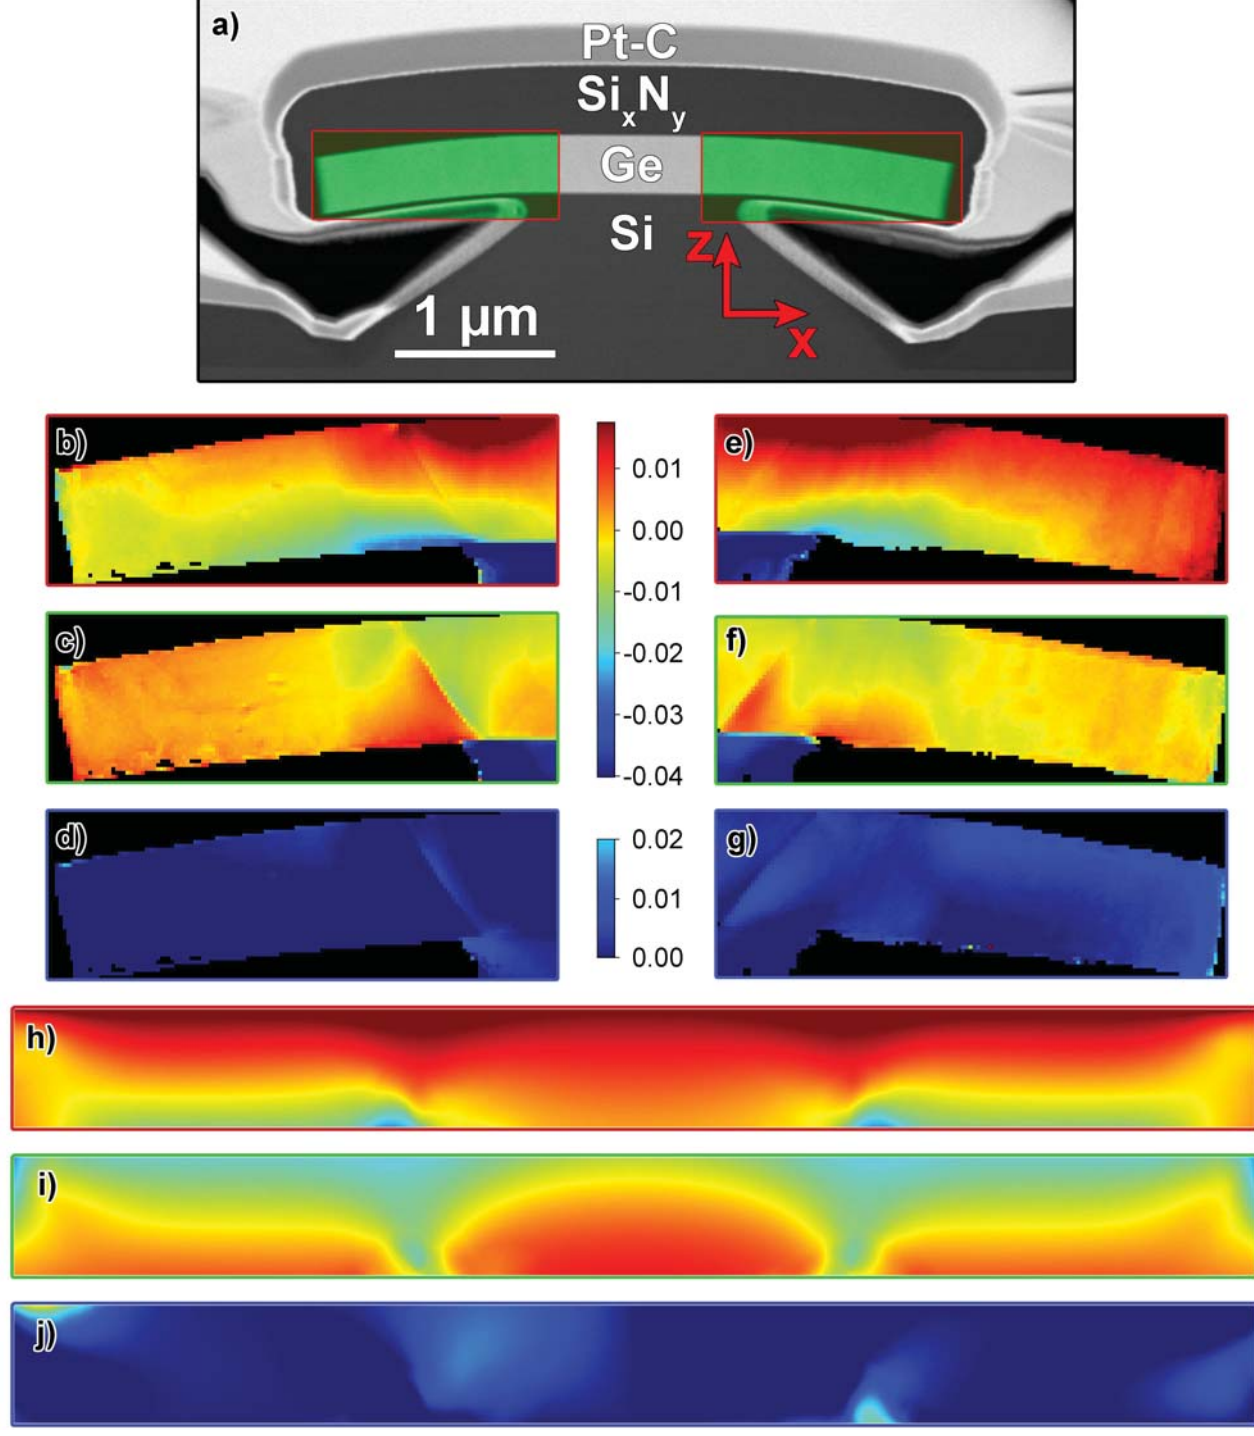 a)
Pt-C
SixNy
Ge
Si
z
1 µm
x
b)
e)
0.01
0.00
-0.01
c)
f)
-0.02
-0.03
-0.04
d)
g)
0.02
0.01
0.00
h)
i)
j)